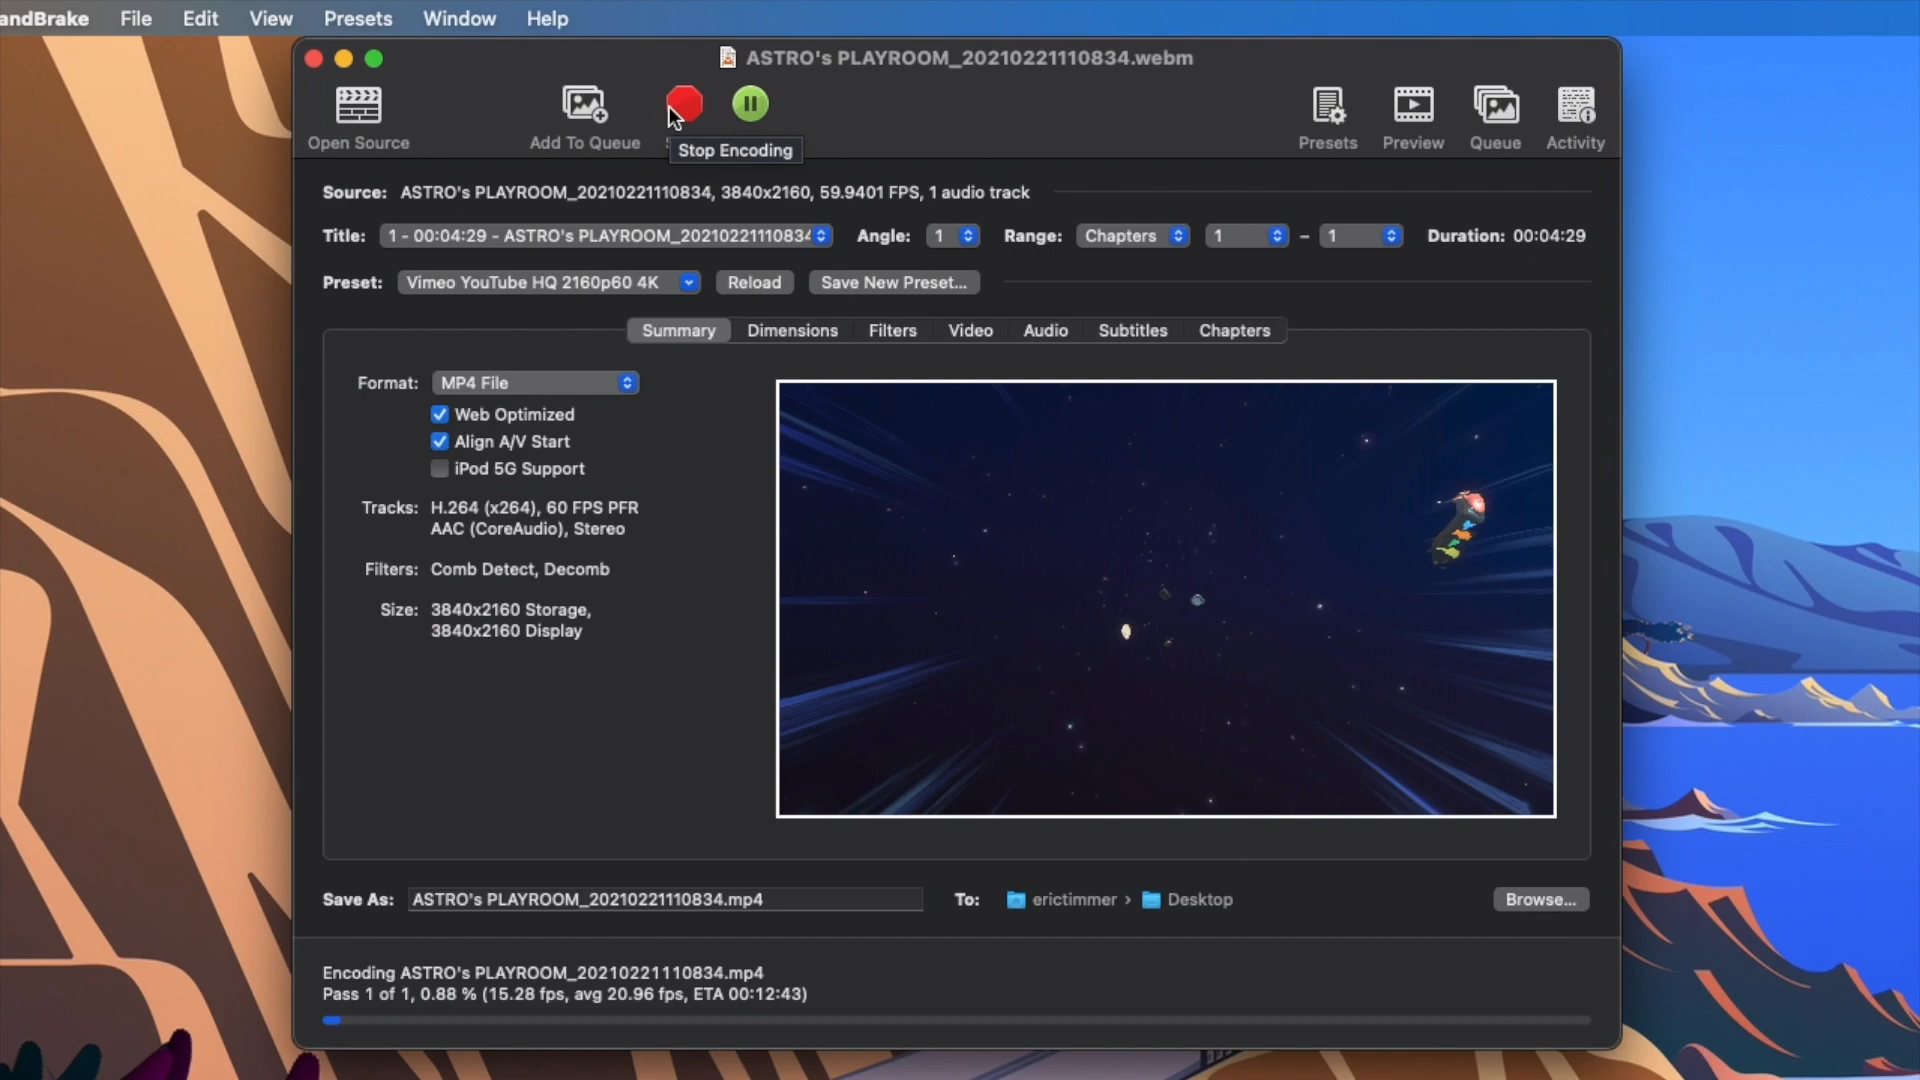 andBrake File Edit View Presets Window Help
ASTRO's PLAYROOM_20210221110834.webm
Open Source Add To Queue Presets Preview Queue Activity
Stop Encoding
Source: ASTRO's PLAYROOM_20210221110834, 3840x2160, 59.9401 FPS, 1 audio track
Title: 1 - 00:04:29 - ASTRO's PLAYROOM_20210221110834 Angle: 1 Range: Chapters 1 – 1 Duration: 00:04:29
Preset: Vimeo YouTube HQ 2160p60 4K Reload Save New Preset...
Summary Dimensions Filters Video Audio Subtitles Chapters
Format: MP4 File
Web Optimized
Align A/V Start
iPod 5G Support
Tracks: H.264 (x264), 60 FPS PFR
AAC (CoreAudio), Stereo
Filters: Comb Detect, Decomb
Size: 3840x2160 Storage,
3840x2160 Display
Save As: ASTRO's PLAYROOM_20210221110834.mp4 To: erictimmer › Desktop Browse...
Encoding ASTRO's PLAYROOM_20210221110834.mp4
Pass 1 of 1, 0.88 % (15.28 fps, avg 20.96 fps, ETA 00:12:43)